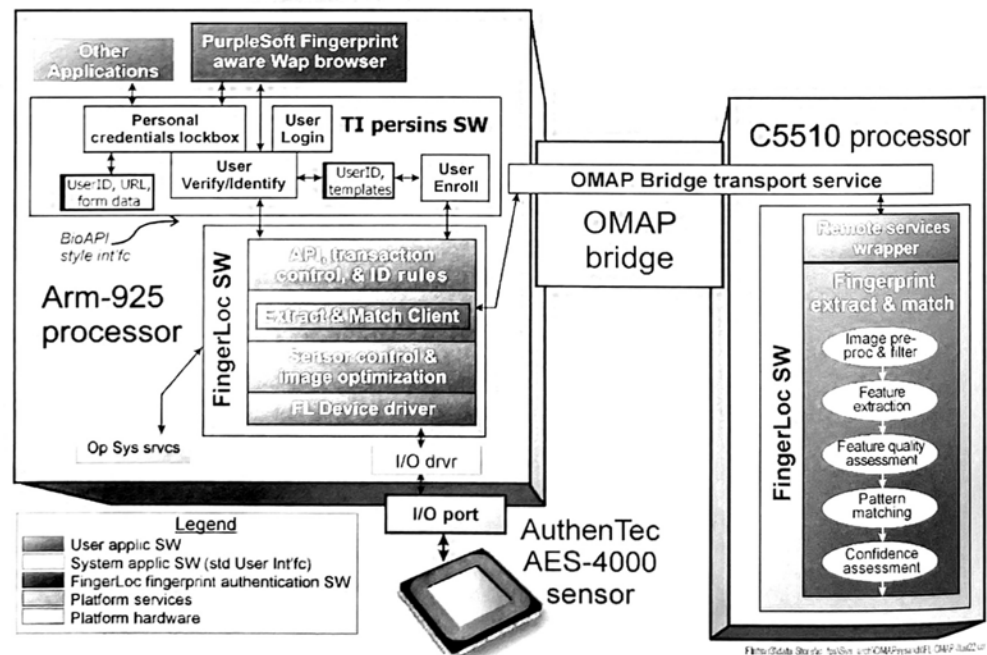 Other
Applications
PurpleSoft Fingerprint
aware Wap browser
Personal
credentials lockbox
User
Login
TI persins SW
User
Verify/Identify
UserID, URL,
form data
UserID,
templates
User
Enroll
BioAPI
style int'fc
Arm-925
processor
FingerLoc SW
API, transaction
control, & ID rules
Extract & Match Client
Sensor control &
image optimization
FL Device driver
Op Sys srvcs
I/O drvr
I/O port
AuthenTec
AES-4000
sensor
OMAP Bridge transport service
OMAP
bridge
C5510 processor
FingerLoc SW
Remote services
wrapper
Fingerprint
extract & match
Image pre-
proc & filter
Feature
extraction
Feature quality
assessment
Pattern
matching
Confidence
assessment
Legend
User applic SW
System applic SW (std User Int'fc)
FingerLoc fingerprint authentication SW
Platform services
Platform hardware